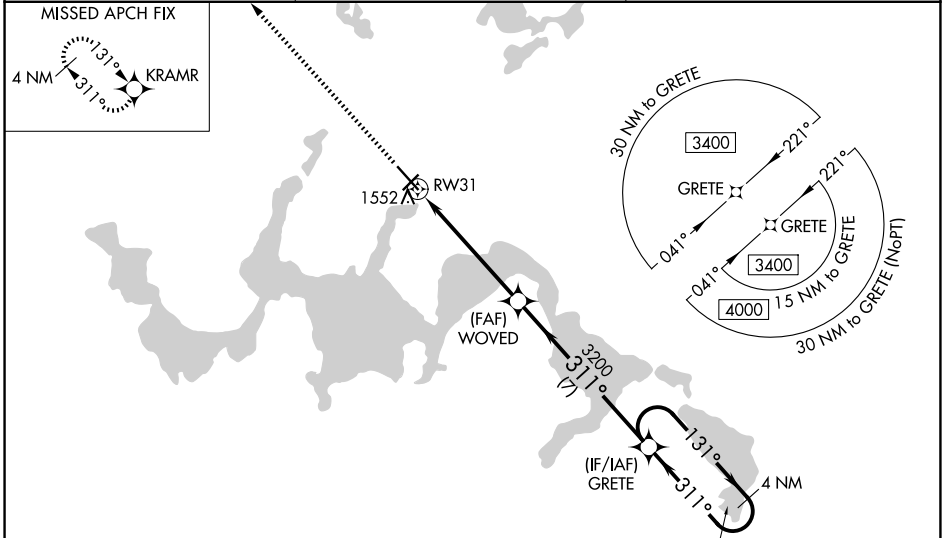 MISSED APCH FIX
4 NM
131°
311°
KRAMR
RW31
1552
(FAF)
WOVED
3200
311°
(7)
(IF/IAF)
GRETE
131°
311°
4 NM
30 NM to GRETE
3400
221°
GRETE
041°
221°
GRETE
041°
3400
15 NM to GRETE
4000
30 NM to GRETE (NoPT)